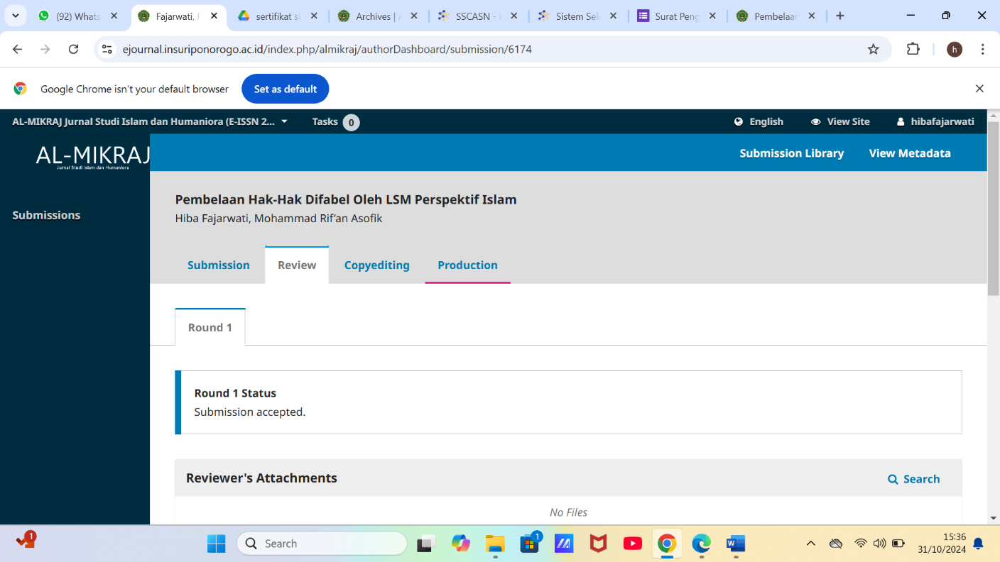 (92) Whats
Fajarwati, F
sertifikat si
Archives | A
SSCASN -
Sistem Sele
Surat Peng
Pembelaan
ejournal.insuriponorogo.ac.id/index.php/almikraj/authorDashboard/submission/6174
h
Google Chrome isn't your default browser
Set as default
AL-MIKRAJ Jurnal Studi Islam dan Humaniora (E-ISSN 2...
Tasks 0
English
View Site
hibafajarwati
AL-MIKRAJ
Jurnal Studi Islam dan Humaniora
Submission Library
View Metadata
Submissions
Pembelaan Hak-Hak Difabel Oleh LSM Perspektif Islam
Hiba Fajarwati, Mohammad Rif’an Asofik
Submission
Review
Copyediting
Production
Round 1
Round 1 Status
Submission accepted.
Reviewer's Attachments
Search
No Files
1
Search
1
15:36
31/10/2024